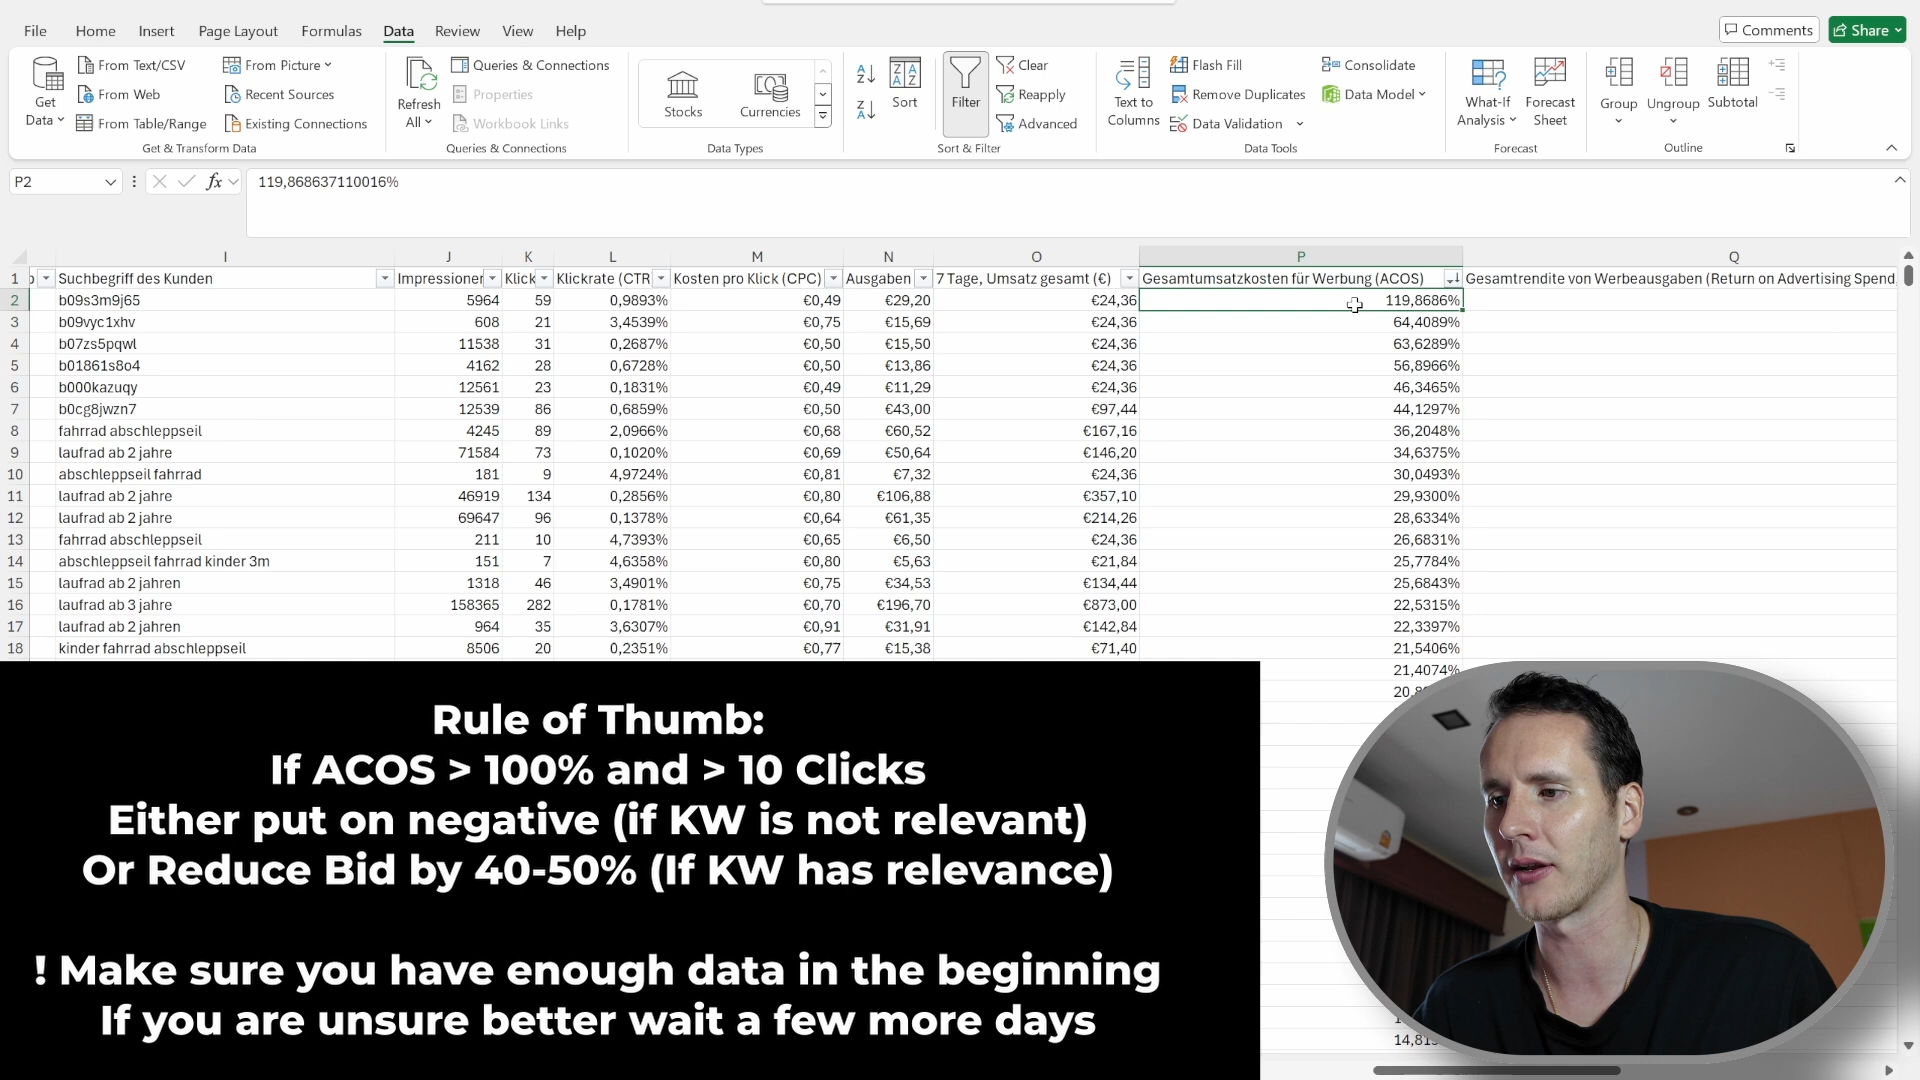 File Home Insert Page Layout Formulas Data Review View Help
Comments Share
Get Data
From Text/CSV
From Web
From Table/Range
From Picture
Recent Sources
Existing Connections
Get & Transform Data
Refresh All
Queries & Connections
Properties
Workbook Links
Queries & Connections
Stocks
Currencies
Data Types
Sort
Filter
Clear
Reapply
Advanced
Sort & Filter
Text to Columns
Flash Fill
Remove Duplicates
Data Validation
Consolidate
Data Model
Data Tools
What-If Analysis
Forecast Sheet
Forecast
Group
Ungroup
Subtotal
Outline
P2 fx 119,868637110016%
I J K L M N O P Q
1 Suchbegriff des Kunden Impressionen Klick Klickrate (CTR Kosten pro Klick (CPC) Ausgaben 7 Tage, Umsatz gesamt (€) Gesamtumsatzkosten für Werbung (ACOS) Gesamtrendite von Werbeausgaben (Return on Advertising Spend,
2 b09s3m9j65 5964 59 0,9893% €0,49 €29,20 €24,36 119,8686%
3 b09vyc1xhv 608 21 3,4539% €0,75 €15,69 €24,36 64,4089%
4 b07zs5pqwl 11538 31 0,2687% €0,50 €15,50 €24,36 63,6289%
5 b01861s8o4 4162 28 0,6728% €0,50 €13,86 €24,36 56,8966%
6 b000kazuqy 12561 23 0,1831% €0,49 €11,29 €24,36 46,3465%
7 b0cg8jwzn7 12539 86 0,6859% €0,50 €43,00 €97,44 44,1297%
8 fahrrad abschleppseil 4245 89 2,0966% €0,68 €60,52 €167,16 36,2048%
9 laufrad ab 2 jahre 71584 73 0,1020% €0,69 €50,64 €146,20 34,6375%
10 abschleppseil fahrrad 181 9 4,9724% €0,81 €7,32 €24,36 30,0493%
11 laufrad ab 2 jahre 46919 134 0,2856% €0,80 €106,88 €357,10 29,9300%
12 laufrad ab 2 jahre 69647 96 0,1378% €0,64 €61,35 €214,26 28,6334%
13 fahrrad abschleppseil 211 10 4,7393% €0,65 €6,50 €24,36 26,6831%
14 abschleppseil fahrrad kinder 3m 151 7 4,6358% €0,80 €5,63 €21,84 25,7784%
15 laufrad ab 2 jahren 1318 46 3,4901% €0,75 €34,53 €134,44 25,6843%
16 laufrad ab 3 jahre 158365 282 0,1781% €0,70 €196,70 €873,00 22,5315%
17 laufrad ab 2 jahren 964 35 3,6307% €0,91 €31,91 €142,84 22,3397%
18 kinder fahrrad abschleppseil 8506 20 0,2351% €0,77 €15,38 €71,40 21,5406%
21,4074%
Rule of Thumb:
If ACOS > 100% and > 10 Clicks
Either put on negative (if KW is not relevant)
Or Reduce Bid by 40-50% (If KW has relevance)
! Make sure you have enough data in the beginning
If you are unsure better wait a few more days